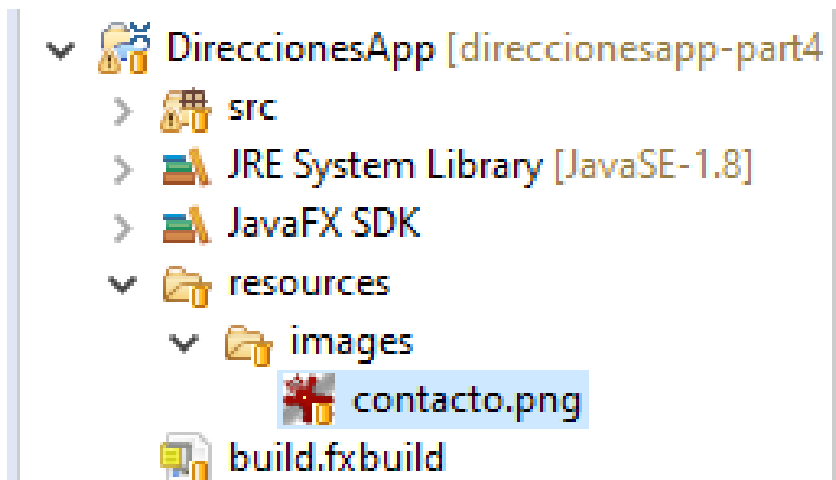 DireccionesApp [direccionesapp-part4
src
JRE System Library [JavaSE-1.8]
JavaFX SDK
resources
images
contacto.png
build.fxbuild